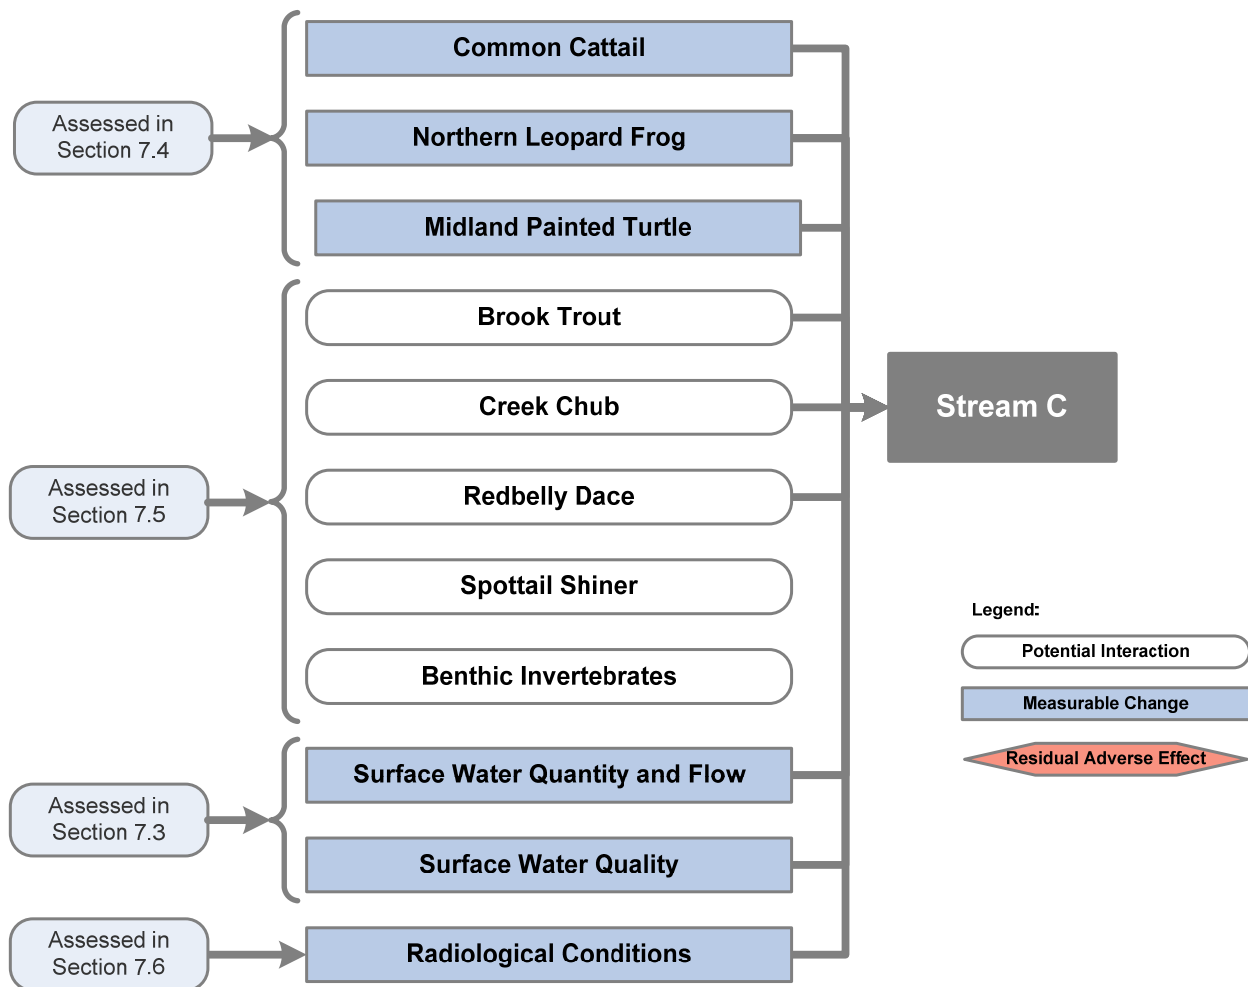 Common Cattail
Assessed in
Section 7.4
Northern Leopard Frog
Midland Painted Turtle
Brook Trout
Creek Chub
Stream C
Assessed in
Section 7.5
Redbelly Dace
Spottail Shiner
Benthic Invertebrates
Legend:
Potential Interaction
Measurable Change
Residual Adverse Effect
Surface Water Quantity and Flow
Assessed in
Section 7.3
Surface Water Quality
Assessed in
Section 7.6
Radiological Conditions